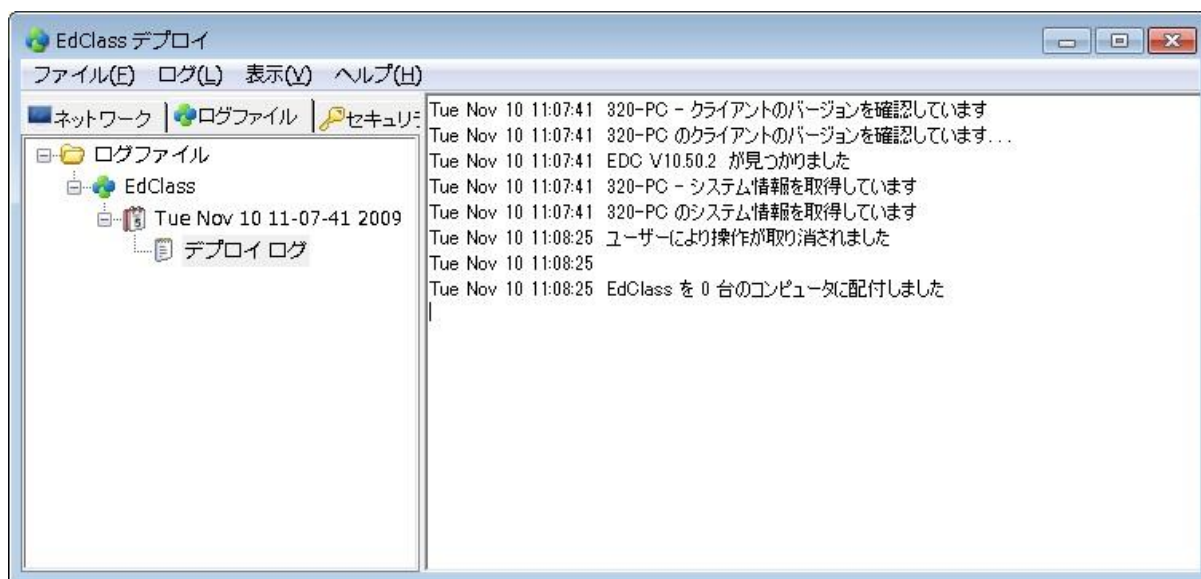 EdClass デプロイ
ファイル(F) ログ(L) 表示(V) ヘルプ(H)
ネットワーク ログファイル セキュリ
ログファイル
EdClass
Tue Nov 10 11-07-41 2009
デプロイ ログ
Tue Nov 10 11:07:41 320-PC - クライアントのバージョンを確認しています
Tue Nov 10 11:07:41 320-PC のクライアントのバージョンを確認しています...
Tue Nov 10 11:07:41 EDC V10.50.2 が見つかりました
Tue Nov 10 11:07:41 320-PC - システム情報を取得しています
Tue Nov 10 11:07:41 320-PC のシステム情報を取得しています
Tue Nov 10 11:08:25 ユーザーにより操作が取り消されました
Tue Nov 10 11:08:25
Tue Nov 10 11:08:25 EdClass を 0 台のコンピュータに配付しました